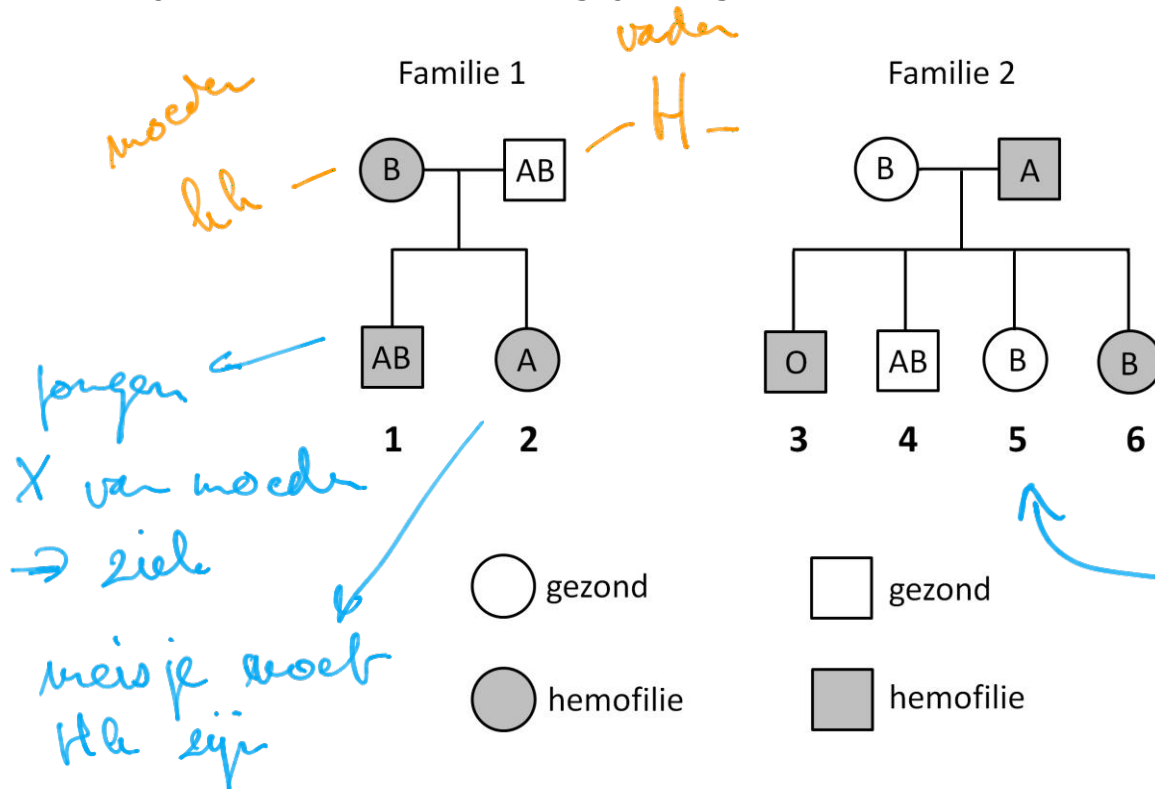 vader
Familie 1
Familie 2
moeder
H –
hh
B
AB
B
A
AB
A
O
AB
B
B
1
2
3
4
5
6
jongen
X van moeder
→ ziek
meisje moet
Hh zijn
gezond
gezond
hemofilie
hemofilie